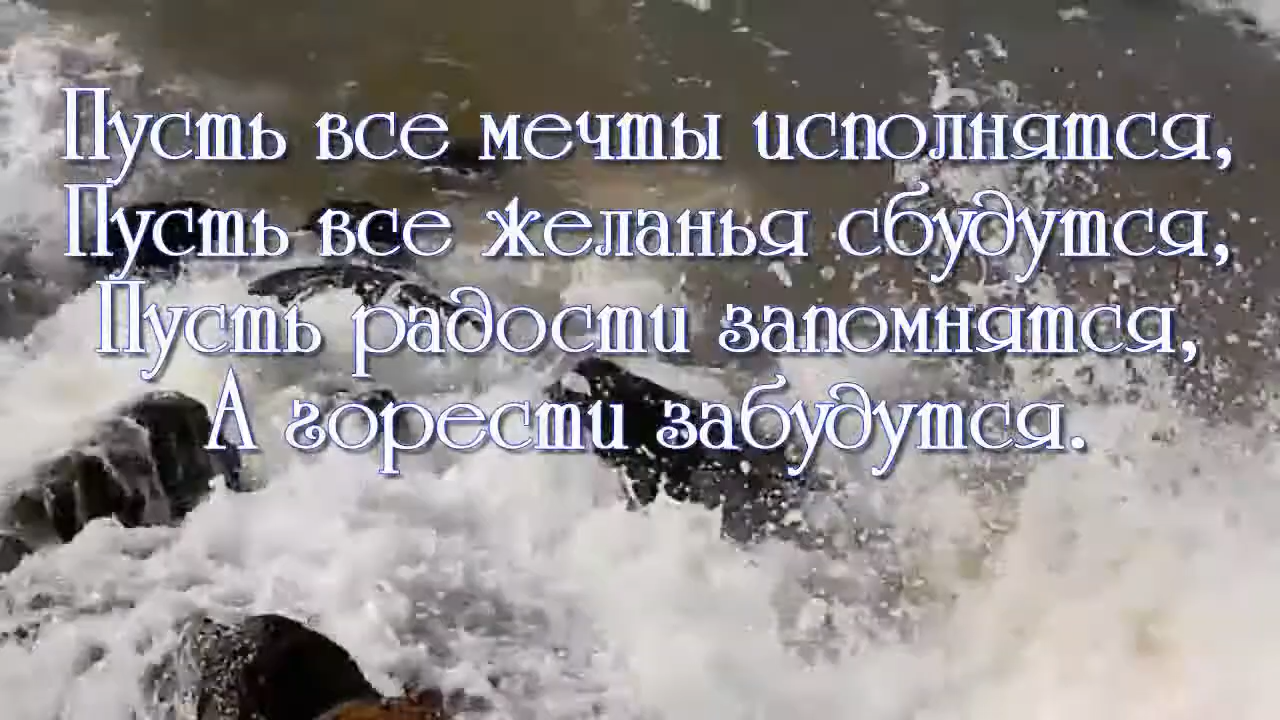 Пусть все мечты исполнятся,
Пусть все желанья сбудутся,
Пусть радости запомнятся,
А горести забудутся.